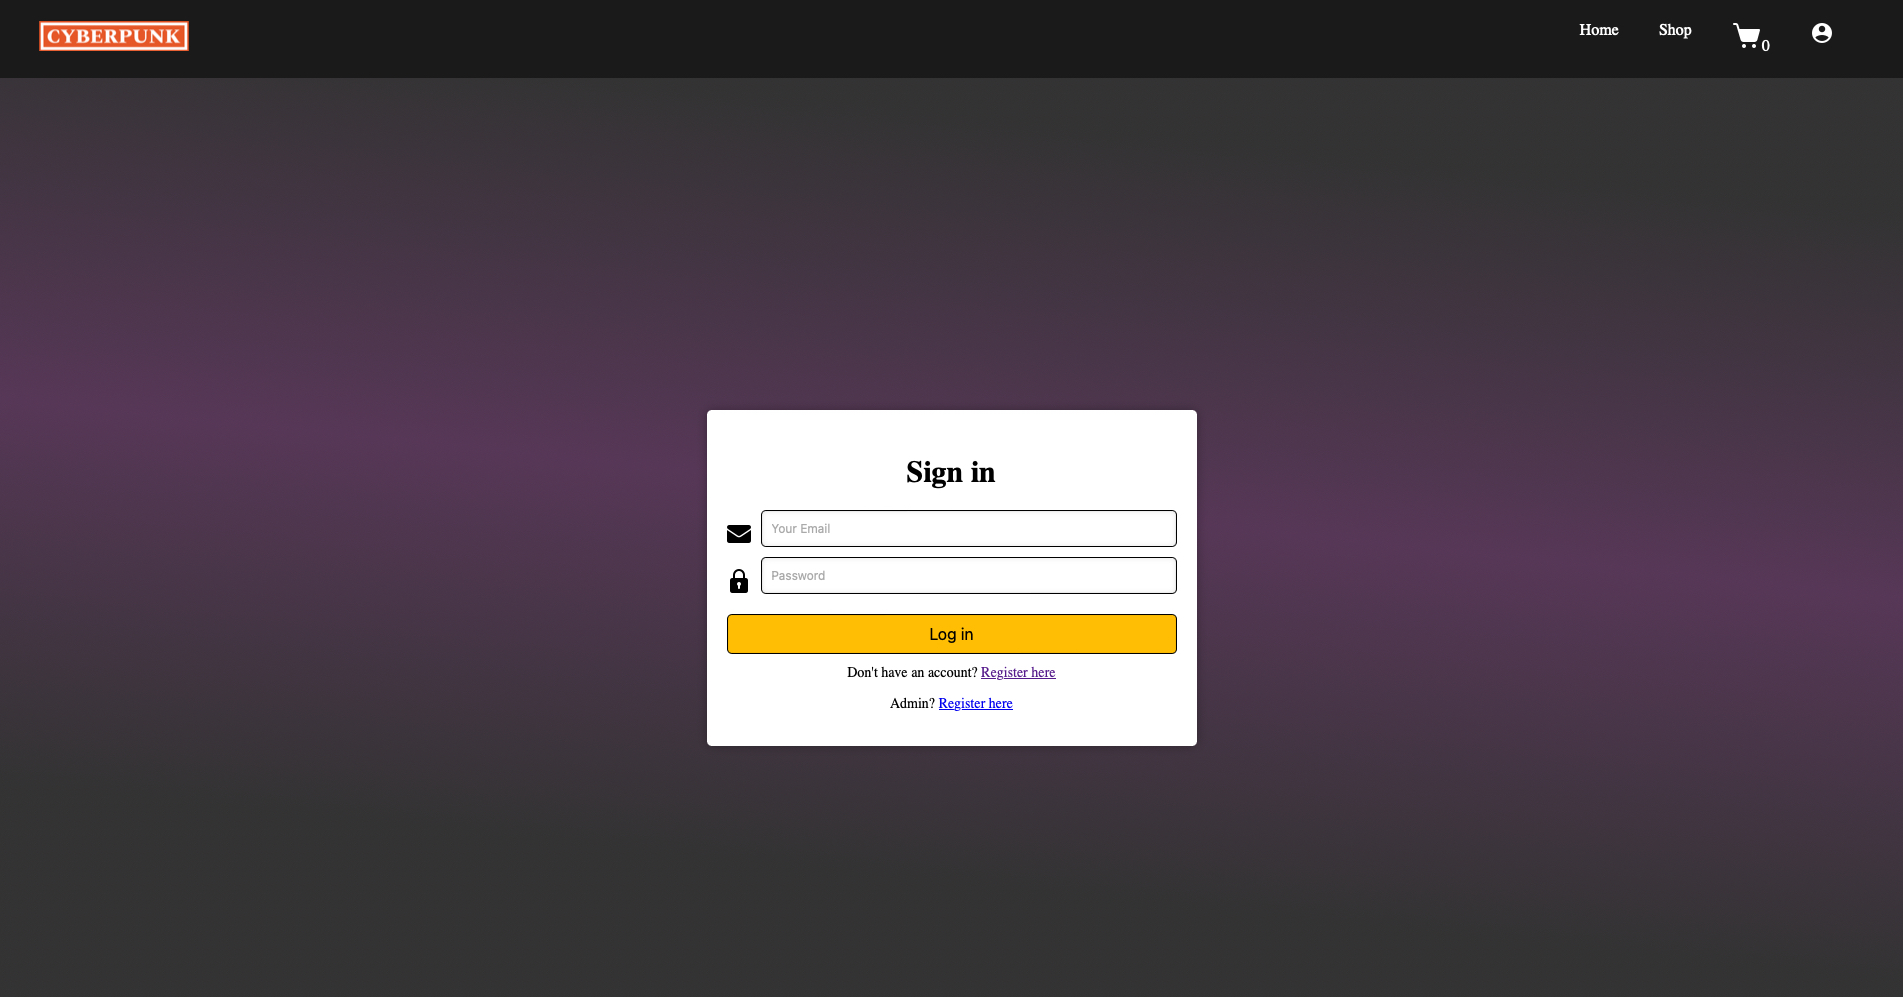 CYBERPUNK
Home
Shop
0
Sign in
Your Email
Password
Log in
Don't have an account? Register here
Admin? Register here